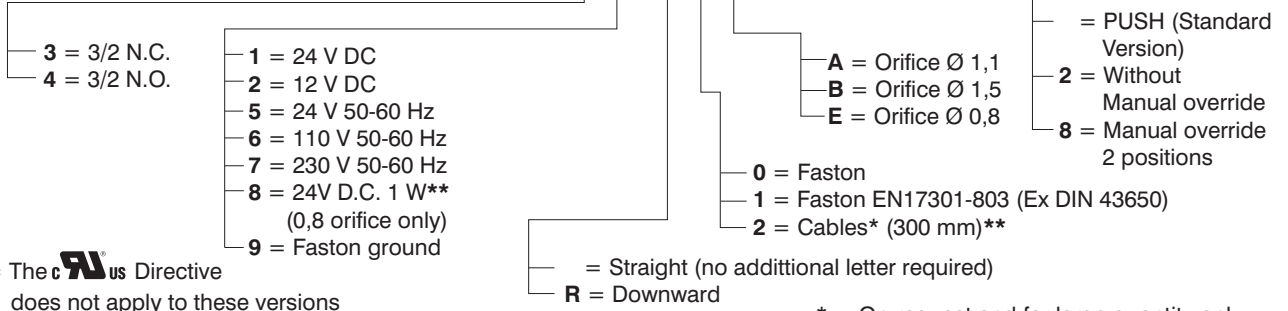 3 = 3/2 N.C.
4 = 3/2 N.O.
1 = 24 V DC
2 = 12 V DC
5 = 24 V 50-60 Hz
6 = 110 V 50-60 Hz
7 = 230 V 50-60 Hz
8 = 24V D.C. 1 W**
(0,8 orifice only)
9 = Faston ground
= Straight (no addittional letter required)
R = Downward
0 = Faston
1 = Faston EN17301-803 (Ex DIN 43650)
2 = Cables* (300 mm)**
A = Orifice Ø 1,1
B = Orifice Ø 1,5
E = Orifice Ø 0,8
= PUSH (Standard
Version)
2 = Without
Manual override
8 = Manual override
2 positions
The c RU ® us Directive
does not apply to these versions